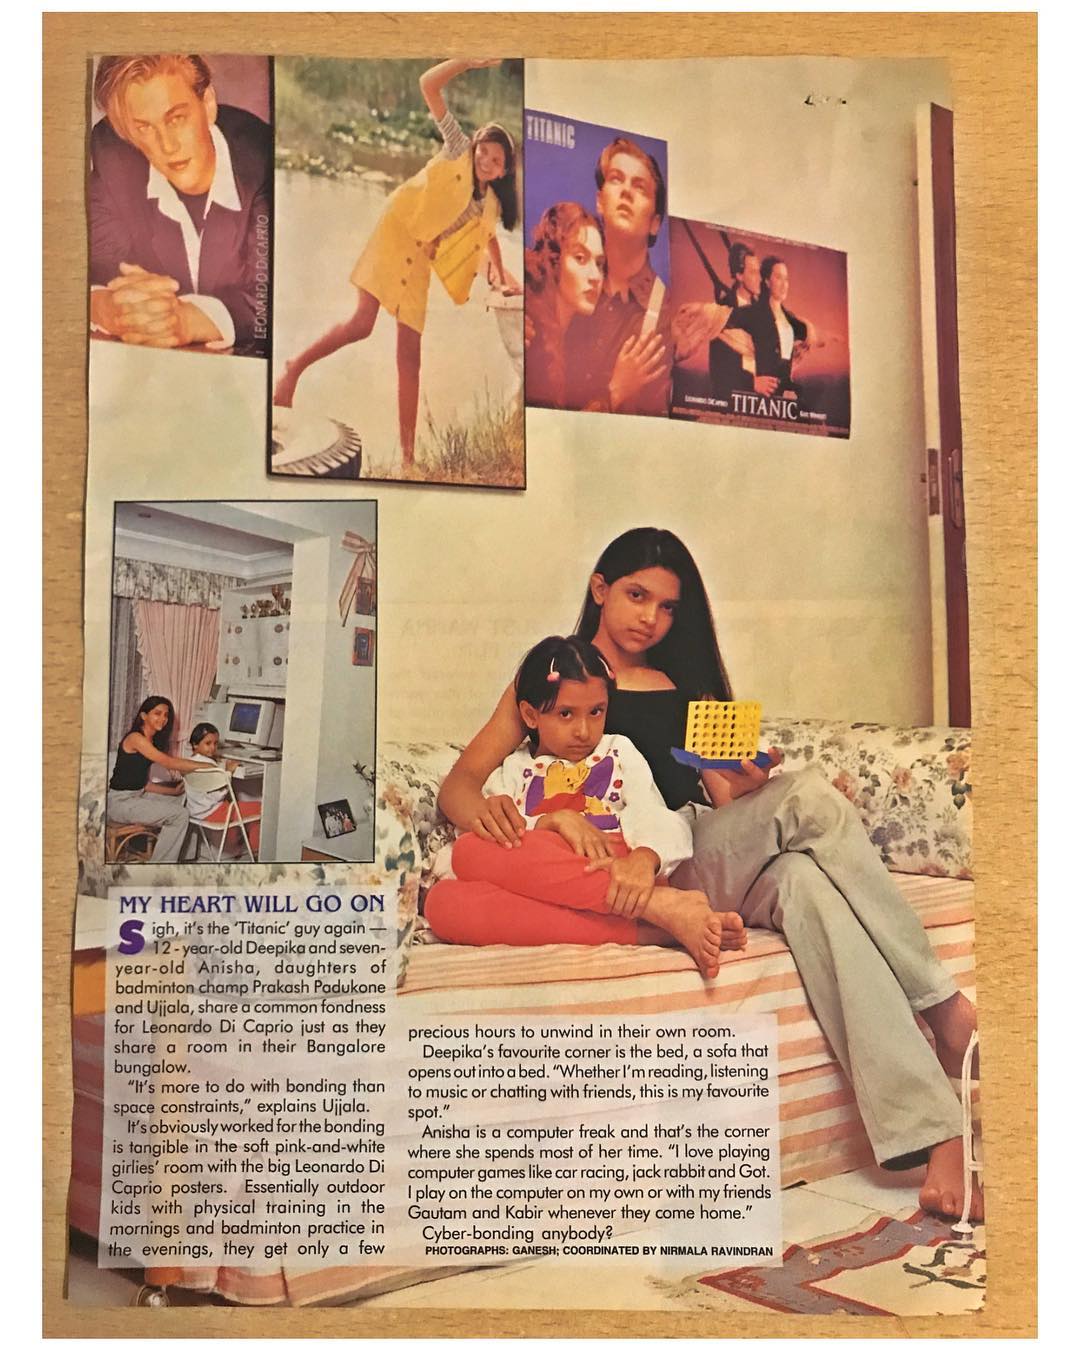 LEONARDO DiCAPRIO
TITANIC
LEONARDO DICAPRIO TITANIC KATE WINSLET
MY HEART WILL GO ON
Sigh, it's the 'Titanic' guy again —
12 - year-old Deepika and seven-
year-old Anisha, daughters of
badminton champ Prakash Padukone
and Ujjala, share a common fondness
for Leonardo Di Caprio just as they
share a room in their Bangalore
bungalow.
"It's more to do with bonding than
space constraints," explains Ujjala.
It's obviously worked for the bonding
is tangible in the soft pink-and-white
girlies' room with the big Leonardo Di
Caprio posters. Essentially outdoor
kids with physical training in the
mornings and badminton practice in
the evenings, they get only a few
precious hours to unwind in their own room.
Deepika's favourite corner is the bed, a sofa that
opens out into a bed. "Whether I'm reading, listening
to music or chatting with friends, this is my favourite
spot."
Anisha is a computer freak and that's the corner
where she spends most of her time. "I love playing
computer games like car racing, jack rabbit and Got.
I play on the computer on my own or with my friends
Gautam and Kabir whenever they come home."
Cyber-bonding anybody?
PHOTOGRAPHS: GANESH; COORDINATED BY NIRMALA RAVINDRAN